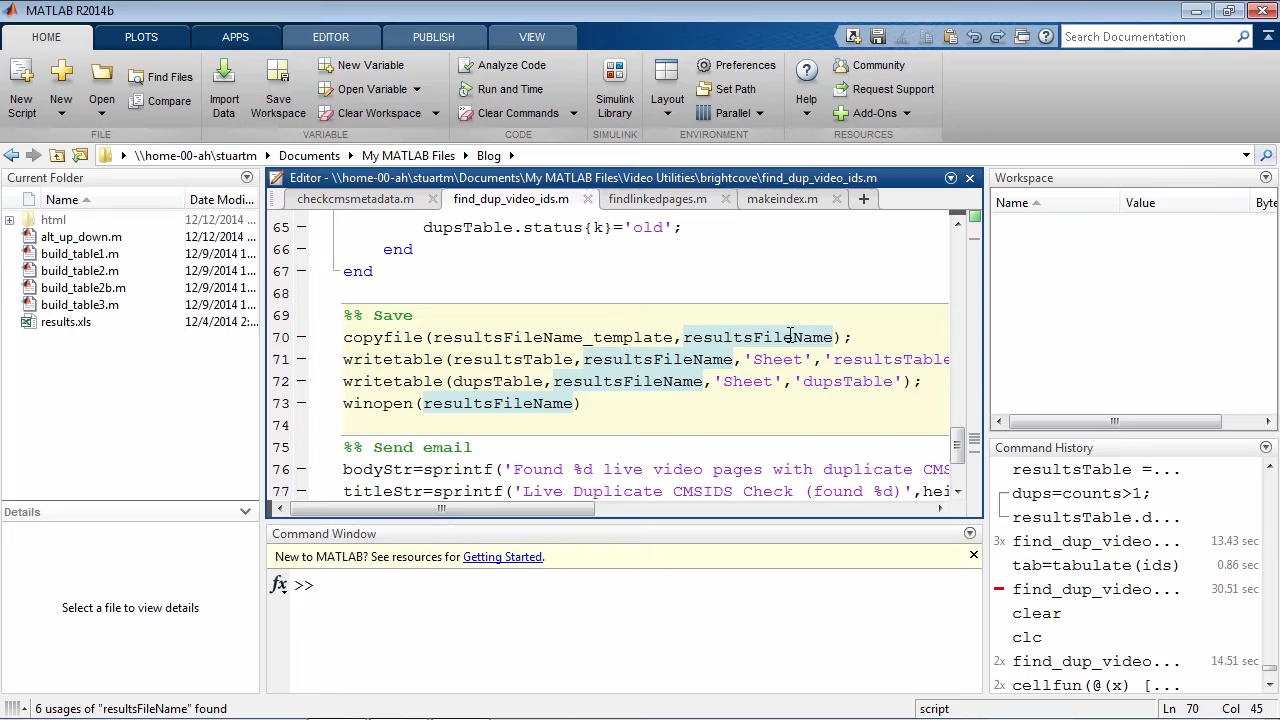 MATLAB R2014b
HOME PLOTS APPS EDITOR PUBLISH VIEW Search Documentation
New Script New Open Find Files Compare Import Data Save Workspace New Variable Open Variable Clear Workspace Analyze Code Run and Time Clear Commands Simulink Library Layout Preferences Set Path Parallel Help Community Request Support Add-Ons
FILE VARIABLE CODE SIMULINK ENVIRONMENT RESOURCES
\\home-00-ah\stuartm Documents My MATLAB Files Blog
Current Folder
Name Date Modi...
html 12/12/2014 ...
alt_up_down.m 12/12/2014 ...
build_table1.m 12/9/2014 1...
build_table2.m 12/9/2014 1...
build_table2b.m 12/9/2014 1...
build_table3.m 12/9/2014 1...
results.xls 12/4/2014 2:...
Details
Select a file to view details
Editor - \\home-00-ah\stuartm\Documents\My MATLAB Files\Video Utilities\brightcove\find_dup_video_ids.m
checkcmsmetadata.m find_dup_video_ids.m findlinkedpages.m makeindex.m
65 dupsTable.status{k}='old';
66 end
67 end
68
69 %% Save
70 copyfile(resultsFileName_template,resultsFileName);
71 writetable(resultsTable,resultsFileName,'Sheet','resultsTable
72 writetable(dupsTable,resultsFileName,'Sheet','dupsTable');
73 winopen(resultsFileName)
74
75 %% Send email
76 bodyStr=sprintf('Found %d live video pages with duplicate CMS
77 titleStr=sprintf('Live Duplicate CMSIDS Check (found %d)',hei
Command Window
New to MATLAB? See resources for Getting Started.
fx >>
Workspace
Name Value Byte
Command History
resultsTable =...
dups=counts>1;
resultsTable.d...
3x find_dup_video... 13.43 sec
tab=tabulate(ids) 0.86 sec
find_dup_video... 30.51 sec
clear
clc
2x find_dup_video... 14.51 sec
2x cellfun(@(x) [...
6 usages of "resultsFileName" found script Ln 70 Col 45